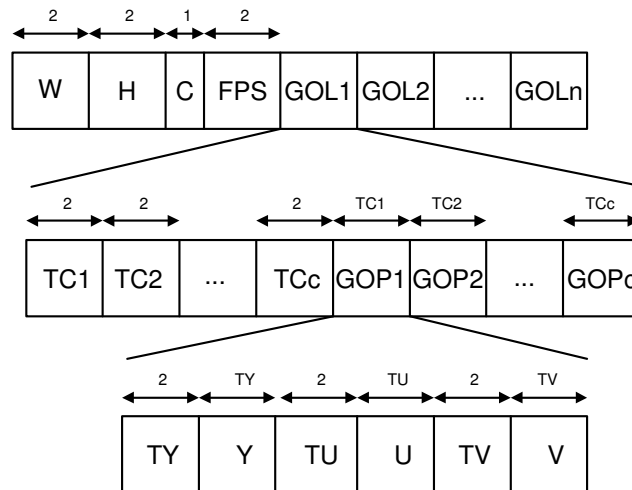 2 2 1 2
W H C FPS GOL1 GOL2 ... GOLn
2 2 2 TC1 TC2 TCc
TC1 TC2 ... TCc GOP1 GOP2 ... GOPc
2 TY 2 TU 2 TV
TY Y TU U TV V